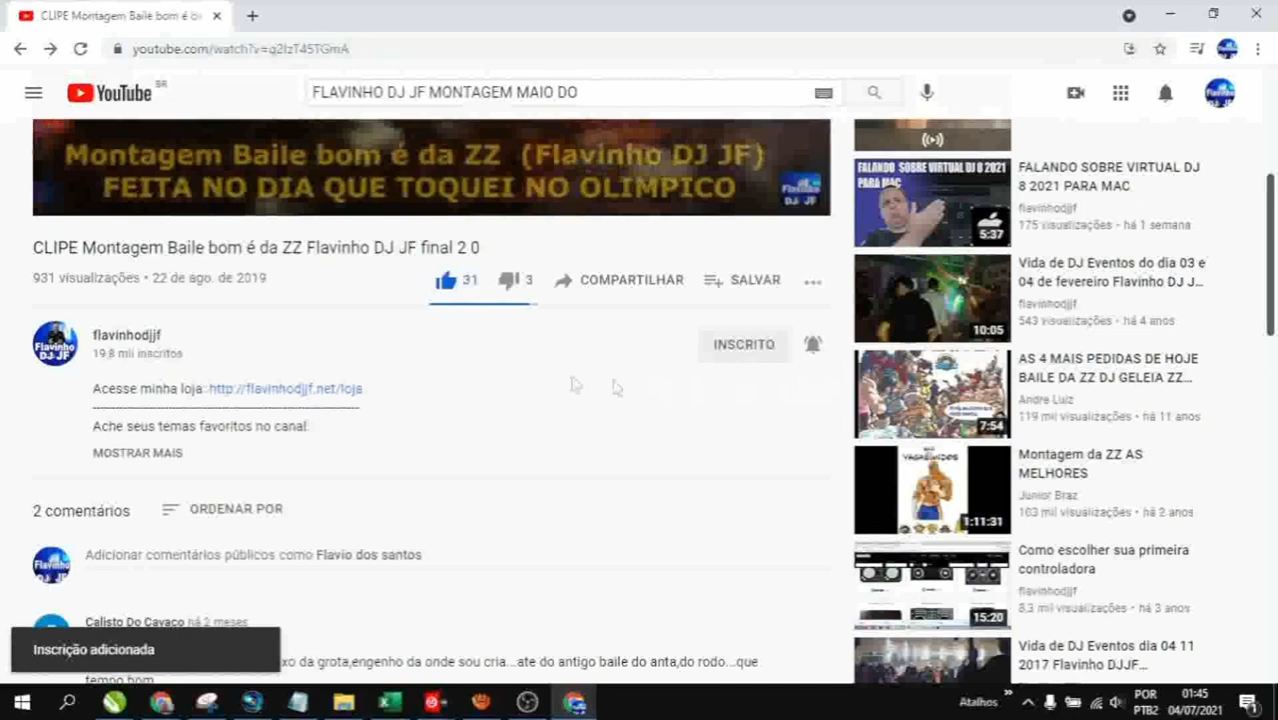 CLIPE Montagem Baile bom é
youtube.com/watch?v=q2IzT45TGmA
YouTube BR
FLAVINHO DJ JF MONTAGEM MAIO DO
Montagem Baile bom é da ZZ (Flavinho DJ JF)
FEITA NO DIA QUE TOQUEI NO OLIMPICO
CLIPE Montagem Baile bom é da ZZ Flavinho DJ JF final 2 0
931 visualizações • 22 de ago. de 2019
31
3
COMPARTILHAR
SALVAR
flavinhodjjf
19,8 mil inscritos
INSCRITO
Acesse minha loja: http://flavinhodjjf.net/loja
Ache seus temas favoritos no canal:
MOSTRAR MAIS
2 comentários
ORDENAR POR
Adicionar comentários públicos como Flavio dos santos
Calisto Do Cavaco há 2 meses
Inscrição adicionada
xo da grota,engenho da onde sou cria...ate do antigo baile do anta,do rodo...que
tempo bom
FALANDO SOBRE VIRTUAL DJ 8 2021
PARA MAC
5:37
FALANDO SOBRE VIRTUAL DJ
8 2021 PARA MAC
flavinhodjjf
175 visualizações • há 1 semana
10:05
Vida de DJ Eventos do dia 03 e
04 de fevereiro Flavinho DJ J...
flavinhodjjf
543 visualizações • há 4 anos
7:54
AS 4 MAIS PEDIDAS DE HOJE
BAILE DA ZZ DJ GELEIA ZZ...
Andre Luiz
119 mil visualizações • há 11 anos
1:11:31
Montagem da ZZ AS
MELHORES
Junior Braz
103 mil visualizações • há 2 anos
15:20
Como escolher sua primeira
controladora
flavinhodjjf
8,3 mil visualizações • há 3 anos
Vida de DJ Eventos dia 04 11
2017 Flavinho DJJF...
Atalhos
POR
PTB2
01:45
04/07/2021